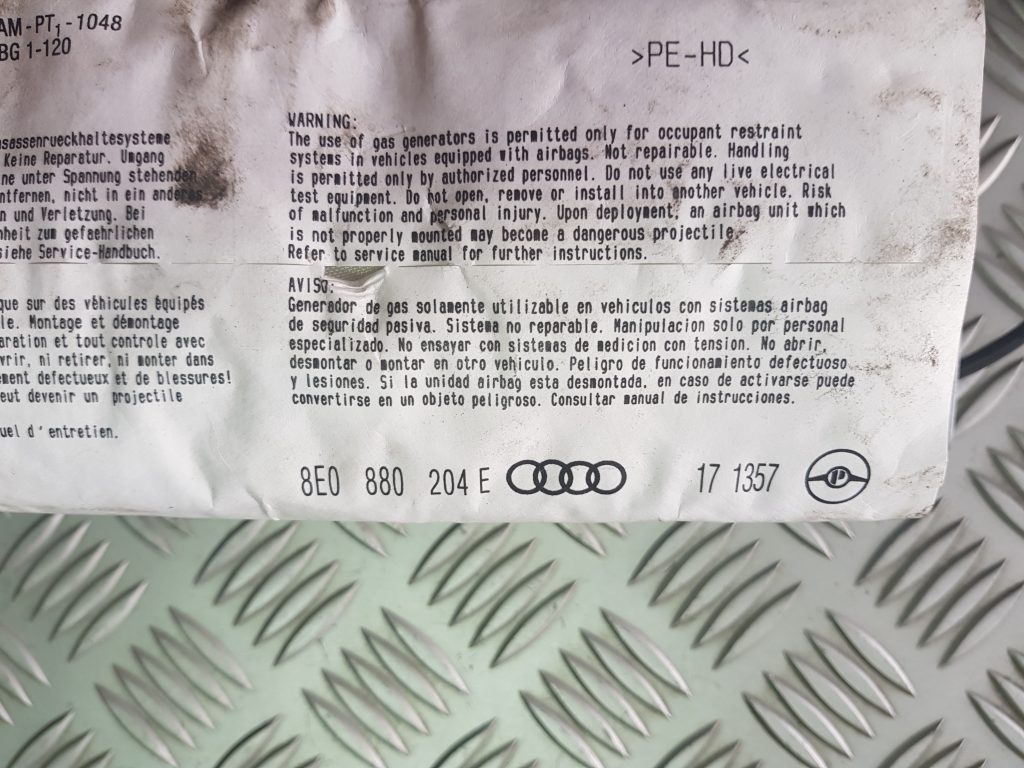 AM-PT1-1048
BG 1-120
>PE-HD<
sassenrueckhaltesysteme
Keine Reparatur. Umgang
ne unter Spannung stehenden
ntfernen, nicht in ein anderes
n und Verletzung. Bei
nheit zum gefaehrlichen
siehe Service-Handbuch.
WARNING:
The use of gas generators is permitted only for occupant restraint
systems in vehicles equipped with airbags. Not repairable. Handling
is permitted only by authorized personnel. Do not use any live electrical
test equipment. Do not open, remove or install into another vehicle. Risk
of malfunction and personal injury. Upon deployment, an airbag unit which
is not properly mounted may become a dangerous projectile.
Refer to service manual for further instructions.
que sur des véhicules équipés
le. Montage et démontage
aration et tout controle avec
vrir, ni retirer, ni monter dans
ement defectueux et de blessures!
eut devenir un projectile
uel d'entretien.
AVISO:
Generador de gas solamente utilizable en vehiculos con sistemas airbag
de seguridad pasiva. Sistema no reparable. Manipulacion solo por personal
especializado. No ensayar con sistemas de medicion con tension. No abrir,
desmontar o montar en otro vehiculo. Peligro de funcionamiento defectuoso
y lesiones. Si la unidad airbag esta desmontada, en caso de activarse puede
convertirse en un objeto peligroso. Consultar manual de instrucciones.
8E0 880 204 E 17 1357 P